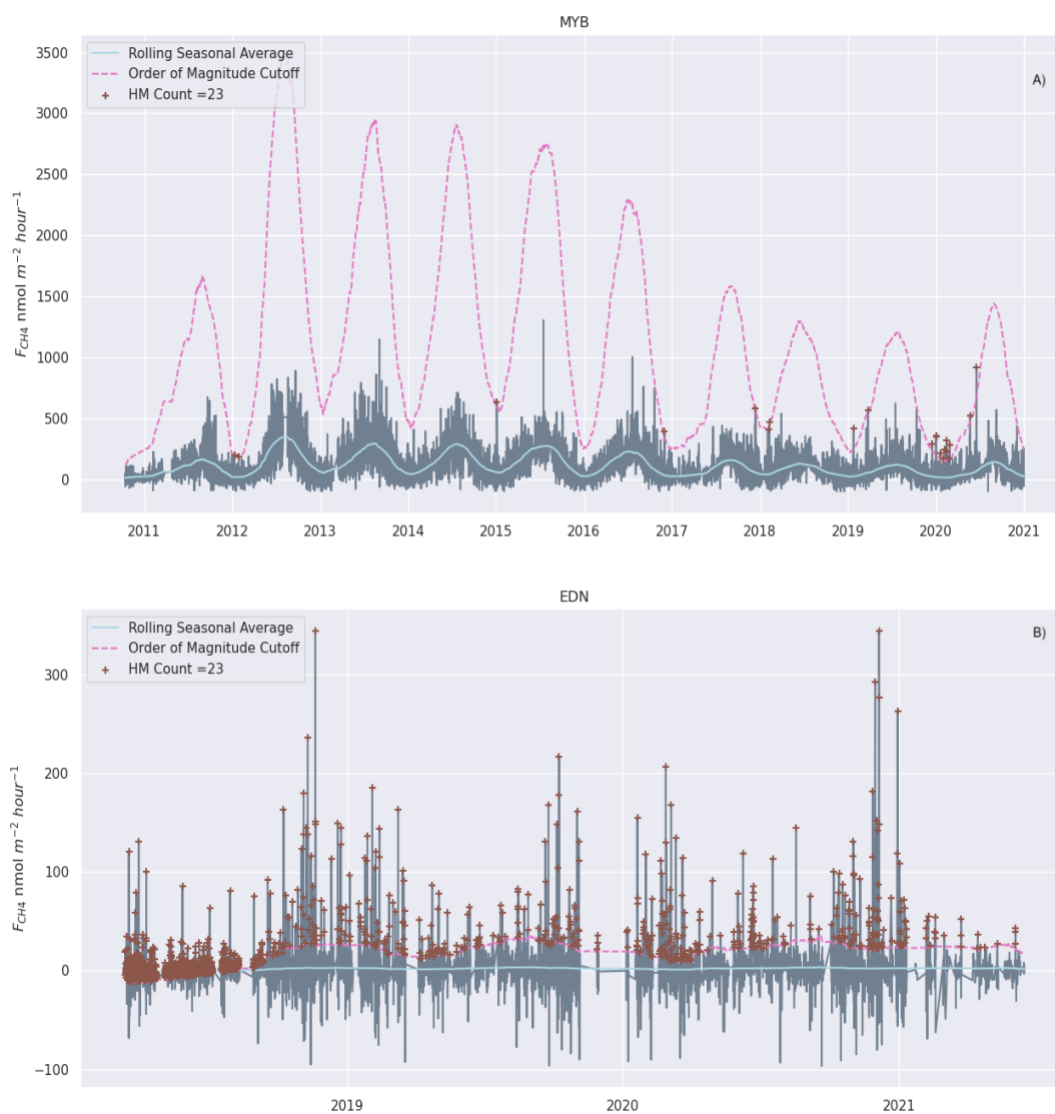 MYB
3500
Rolling Seasonal Average
Order of Magnitude Cutoff
HM Count =23
A)
3000
2500
2000
1500
1000
500
0
F_CH4 nmol m⁻² hour⁻¹
2011 2012 2013 2014 2015 2016 2017 2018 2019 2020 2021
EDN
Rolling Seasonal Average
Order of Magnitude Cutoff
HM Count =23
B)
300
200
100
0
−100
F_CH4 nmol m⁻² hour⁻¹
2019 2020 2021